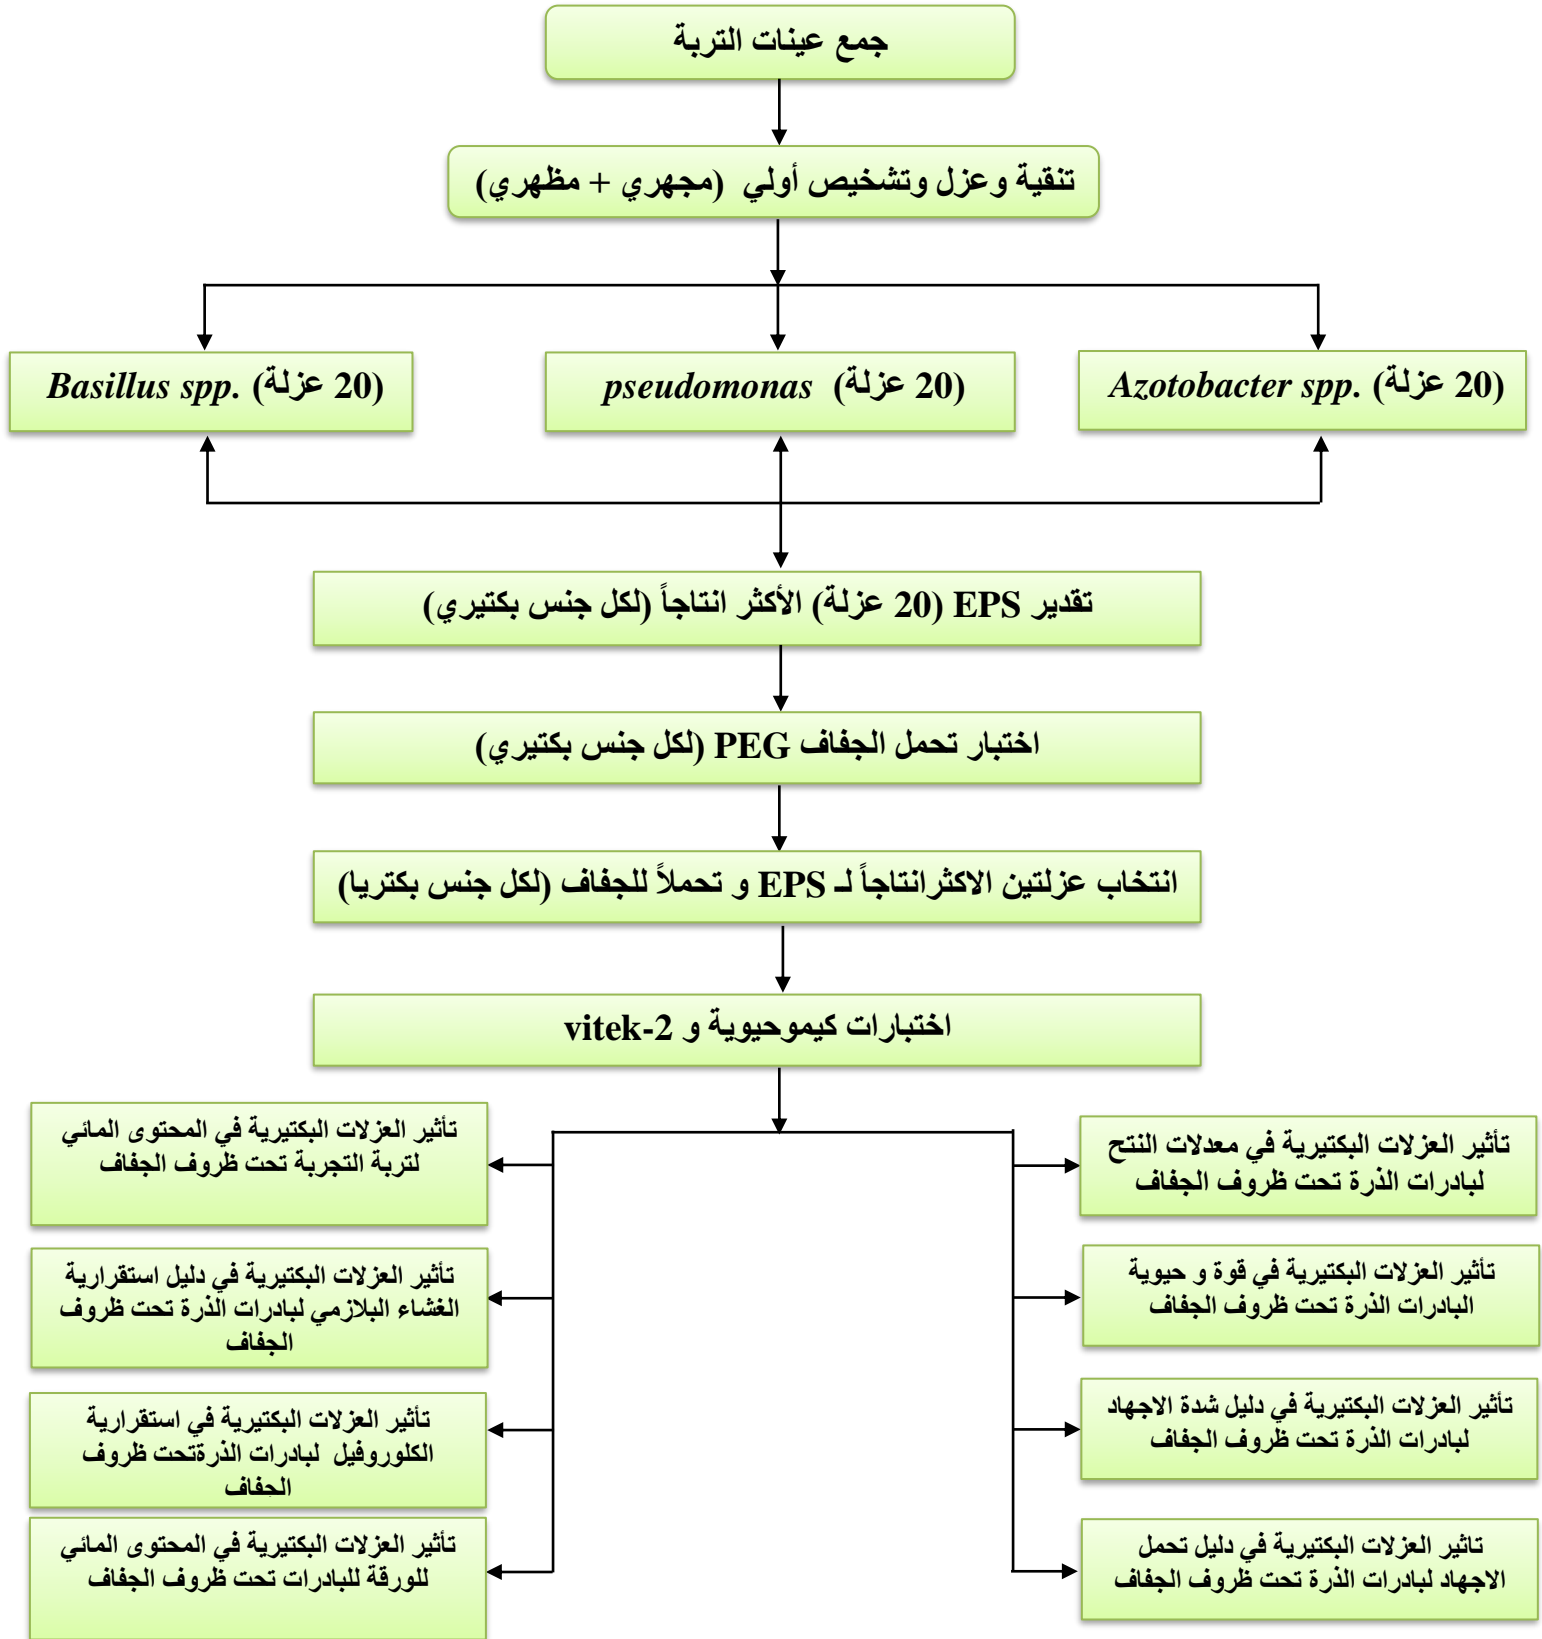 جمع عينات التربة
تنقية وعزل وتشخيص أولي (مجهري + مظهري)
Azotobacter spp. (20 عزلة)
pseudomonas (20 عزلة)
Basillus spp. (20 عزلة)
تقدير EPS (20 عزلة) الأكثر انتاجاً (لكل جنس بكتيري)
اختبار تحمل الجفاف PEG (لكل جنس بكتيري)
انتخاب عزلتين الاكثرانتاجاً لـ EPS و تحملاً للجفاف (لكل جنس بكتريا)
اختبارات كيموحيوية و vitek-2
تأثير العزلات البكتيرية في معدلات النتح
لبادرات الذرة تحت ظروف الجفاف
تأثير العزلات البكتيرية في قوة و حيوية
البادرات الذرة تحت ظروف الجفاف
تأثير العزلات البكتيرية في دليل شدة الاجهاد
لبادرات الذرة تحت ظروف الجفاف
تاثير العزلات البكتيرية في دليل تحمل
الاجهاد لبادرات الذرة تحت ظروف الجفاف
تأثير العزلات البكتيرية في المحتوى المائي
لتربة التجربة تحت ظروف الجفاف
تأثير العزلات البكتيرية في دليل استقرارية
الغشاء البلازمي لبادرات الذرة تحت ظروف
الجفاف
تأثير العزلات البكتيرية في استقرارية
الكلوروفيل لبادرات الذرةتحت ظروف
الجفاف
تأثير العزلات البكتيرية في المحتوى المائي
للورقة للبادرات تحت ظروف الجفاف